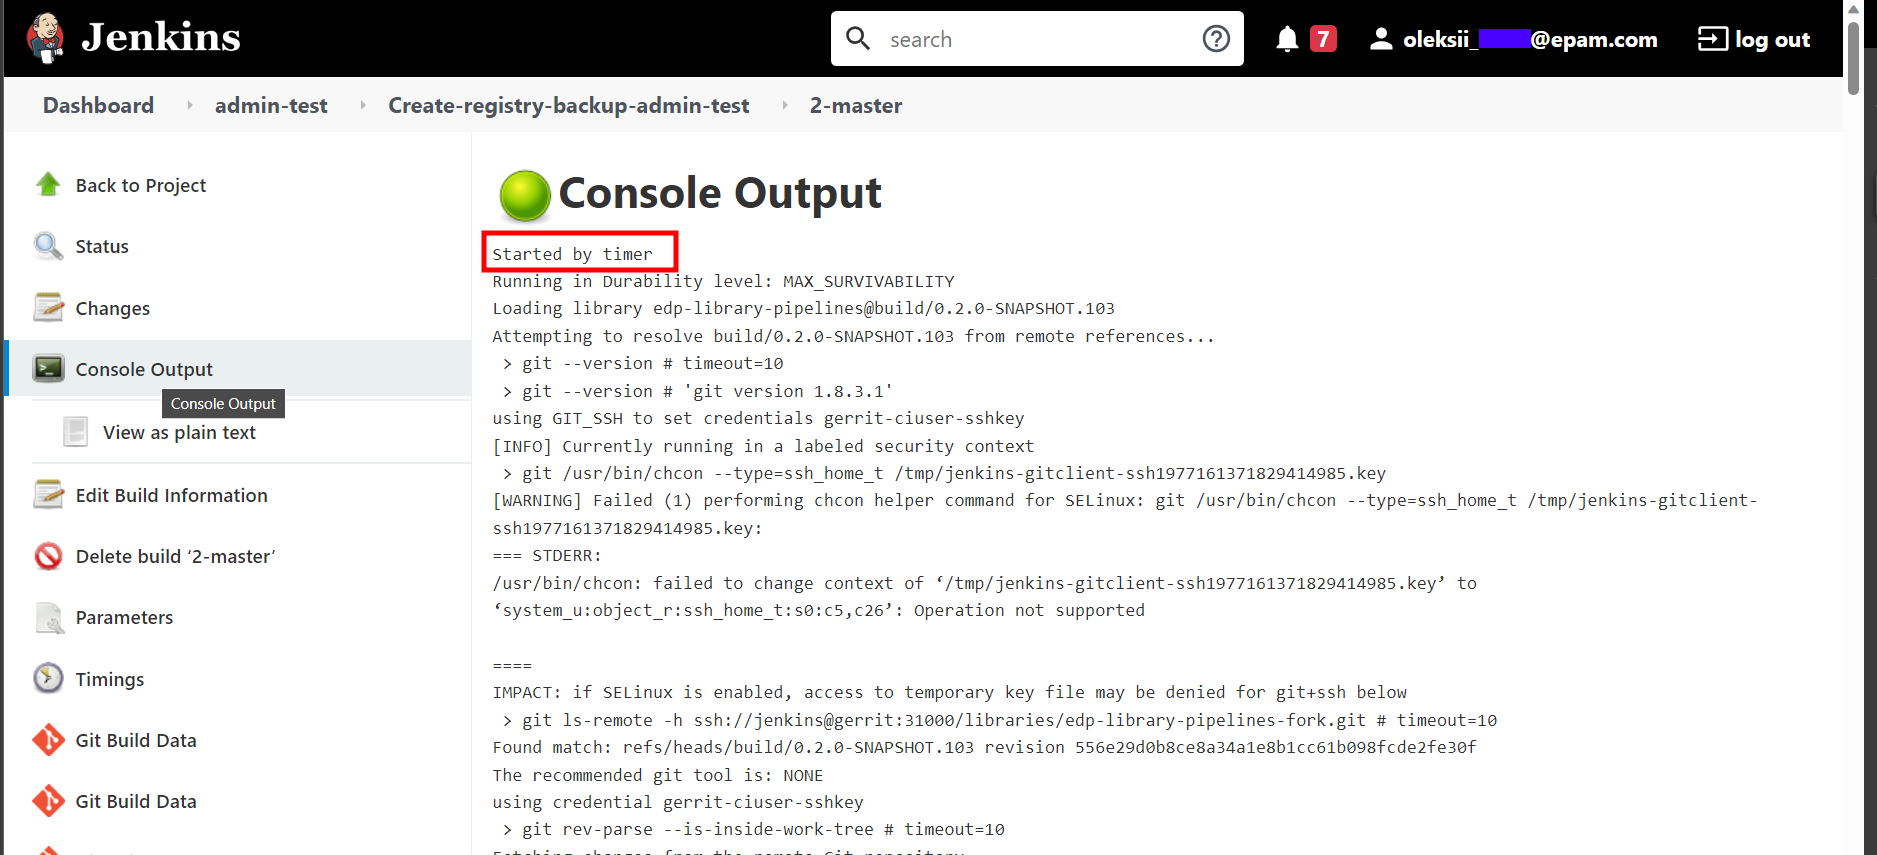 Jenkins
search
7
oleksii_
@epam.com
log out
Dashboard
admin-test
Create-registry-backup-admin-test
2-master
Back to Project
Status
Changes
Console Output
Console Output
View as plain text
Edit Build Information
Delete build ‘2-master’
Parameters
Timings
Git Build Data
Git Build Data
Console Output
Started by timer
Running in Durability level: MAX_SURVIVABILITY
Loading library edp-library-pipelines@build/0.2.0-SNAPSHOT.103
Attempting to resolve build/0.2.0-SNAPSHOT.103 from remote references...
> git --version # timeout=10
> git --version # 'git version 1.8.3.1'
using GIT_SSH to set credentials gerrit-ciuser-sshkey
[INFO] Currently running in a labeled security context
> git /usr/bin/chcon --type=ssh_home_t /tmp/jenkins-gitclient-ssh1977161371829414985.key
[WARNING] Failed (1) performing chcon helper command for SELinux: git /usr/bin/chcon --type=ssh_home_t /tmp/jenkins-gitclient-
ssh1977161371829414985.key:
=== STDERR:
/usr/bin/chcon: failed to change context of ‘/tmp/jenkins-gitclient-ssh1977161371829414985.key’ to
‘system_u:object_r:ssh_home_t:s0:c5,c26’: Operation not supported
====
IMPACT: if SELinux is enabled, access to temporary key file may be denied for git+ssh below
> git ls-remote -h ssh://jenkins@gerrit:31000/libraries/edp-library-pipelines-fork.git # timeout=10
Found match: refs/heads/build/0.2.0-SNAPSHOT.103 revision 556e29d0b8ce8a34a1e8b1cc61b098fcde2fe30f
The recommended git tool is: NONE
using credential gerrit-ciuser-sshkey
> git rev-parse --is-inside-work-tree # timeout=10
Fetching changes from the remote Git repository